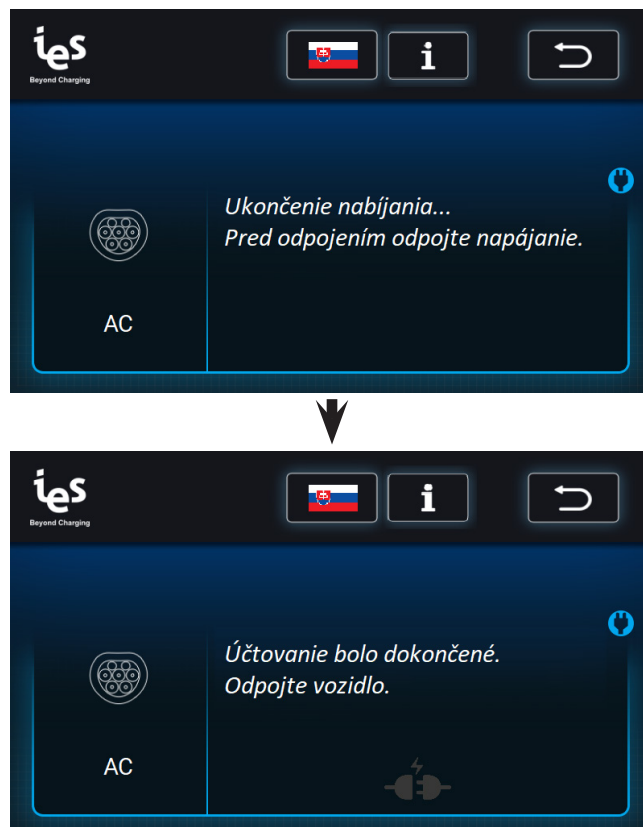 ies
Beyond Charging
i
Ukončenie nabíjania...
Pred odpojením odpojte napájanie.
AC
ies
Beyond Charging
i
Účtovanie bolo dokončené.
Odpojte vozidlo.
AC